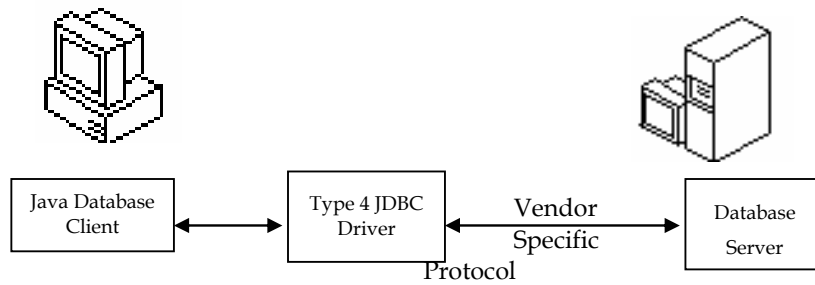 Java Database
Client
Type 4 JDBC
Driver
Vendor
Specific
Protocol
Database
Server